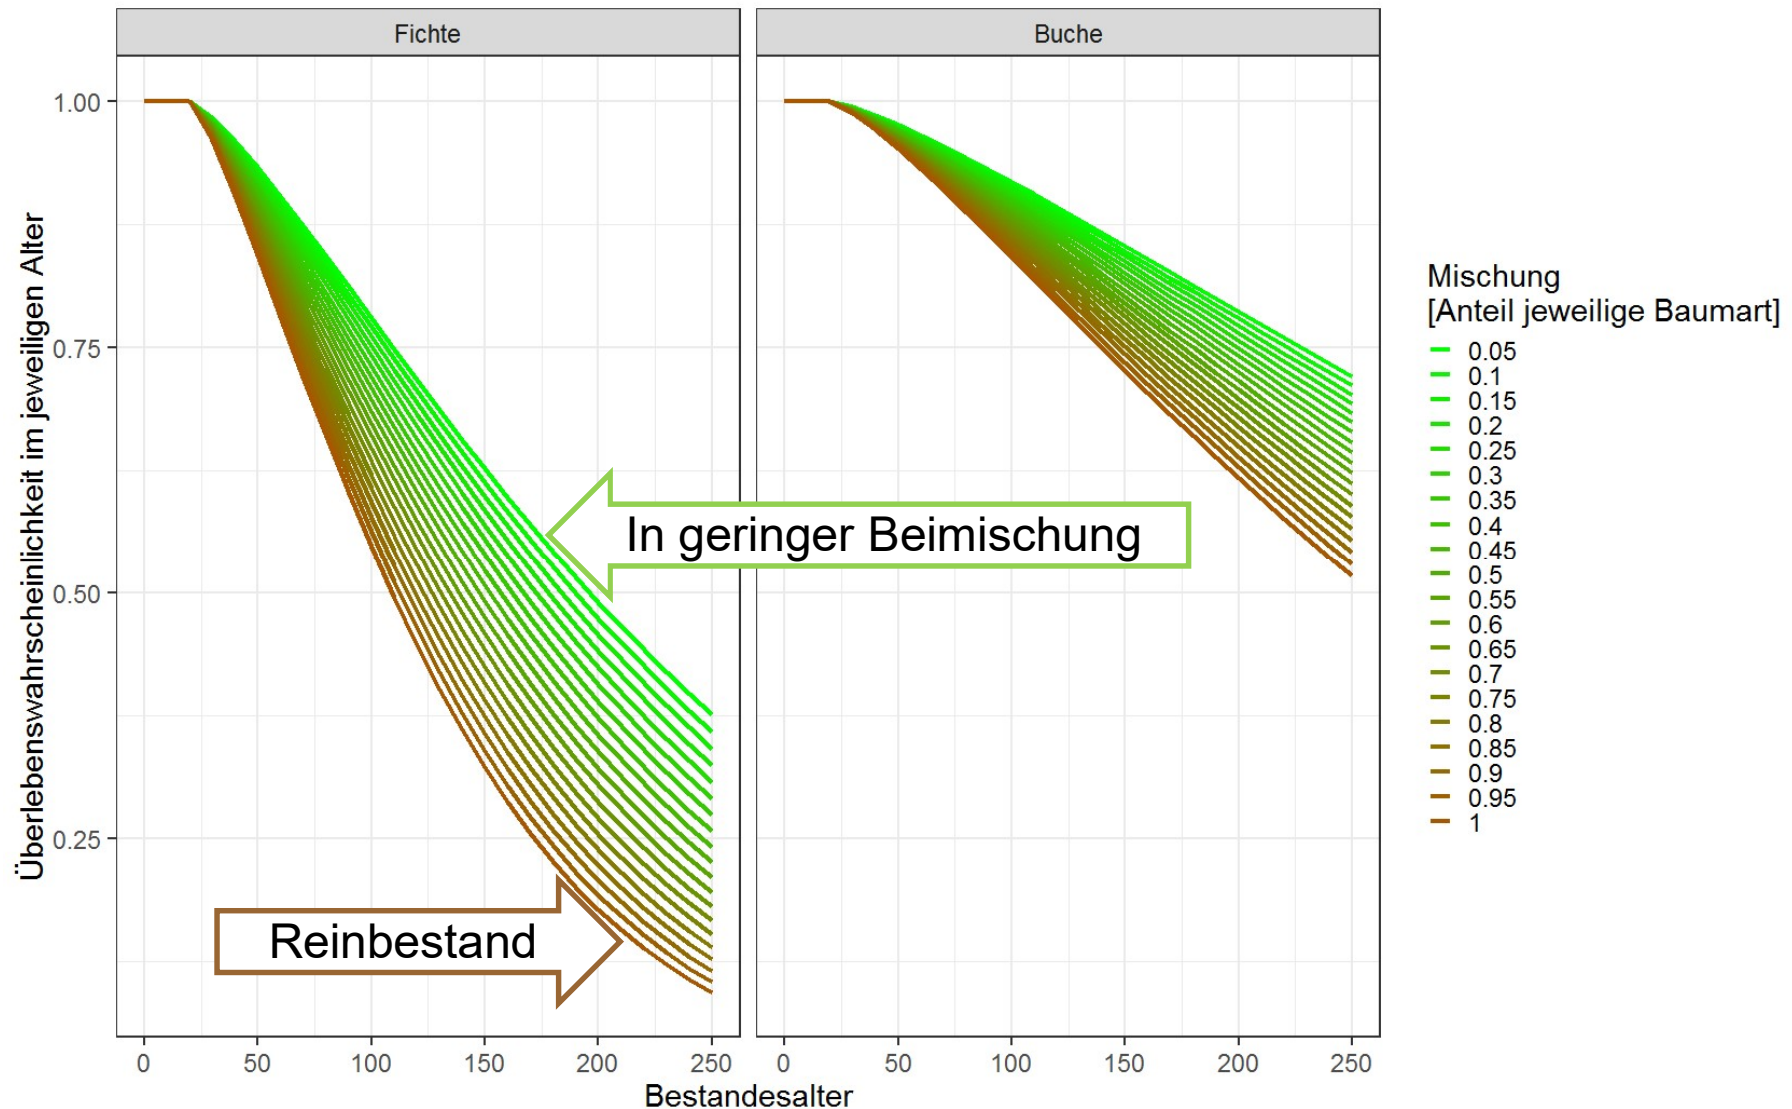 Fichte
Buche
Überlebenswahrscheinlichkeit im jeweiligen Alter
1.00
0.75
0.50
0.25
In geringer Beimischung
Reinbestand
0 50 100 150 200 250
0 50 100 150 200 250
Bestandesalter
Mischung
[Anteil jeweilige Baumart]
0.05
0.1
0.15
0.2
0.25
0.3
0.35
0.4
0.45
0.5
0.55
0.6
0.65
0.7
0.75
0.8
0.85
0.9
0.95
1